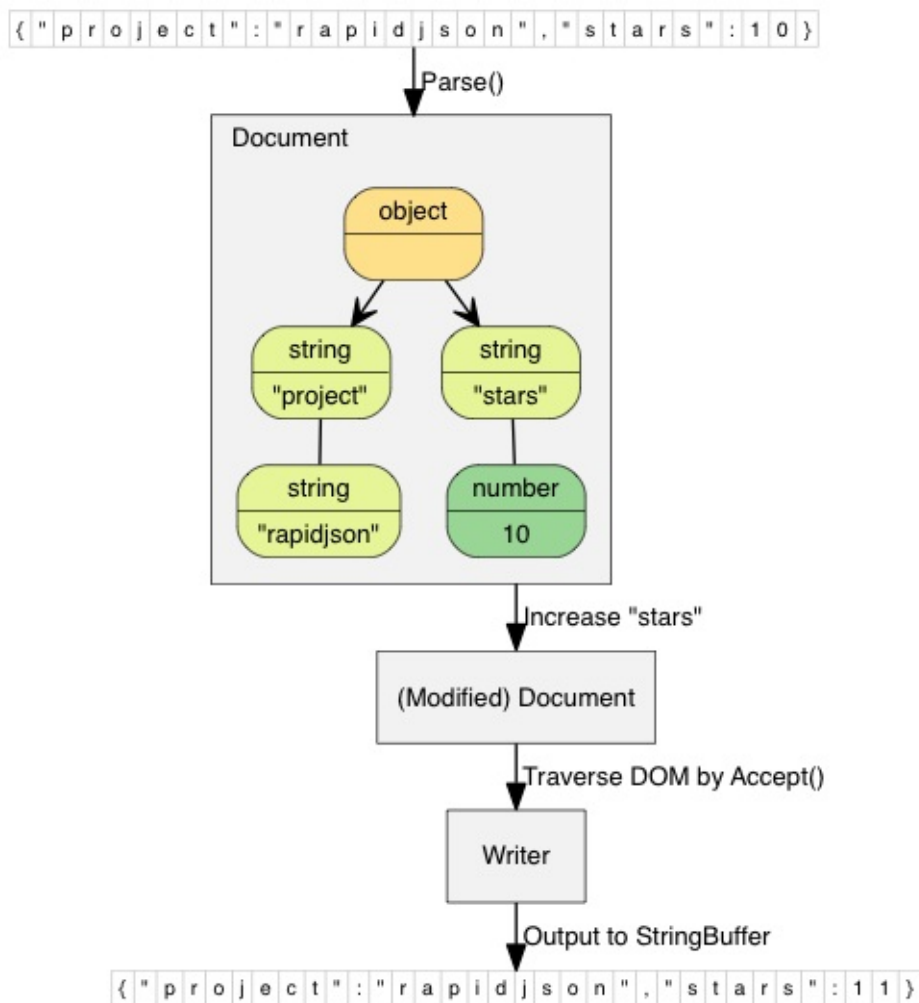 {"project":"rapidjson","stars":10}
Parse()
Document
object
string string
"project" "stars"
string number
"rapidjson" 10
Increase "stars"
(Modified) Document
Traverse DOM by Accept()
Writer
Output to StringBuffer
{"project":"rapidjson","stars":11}